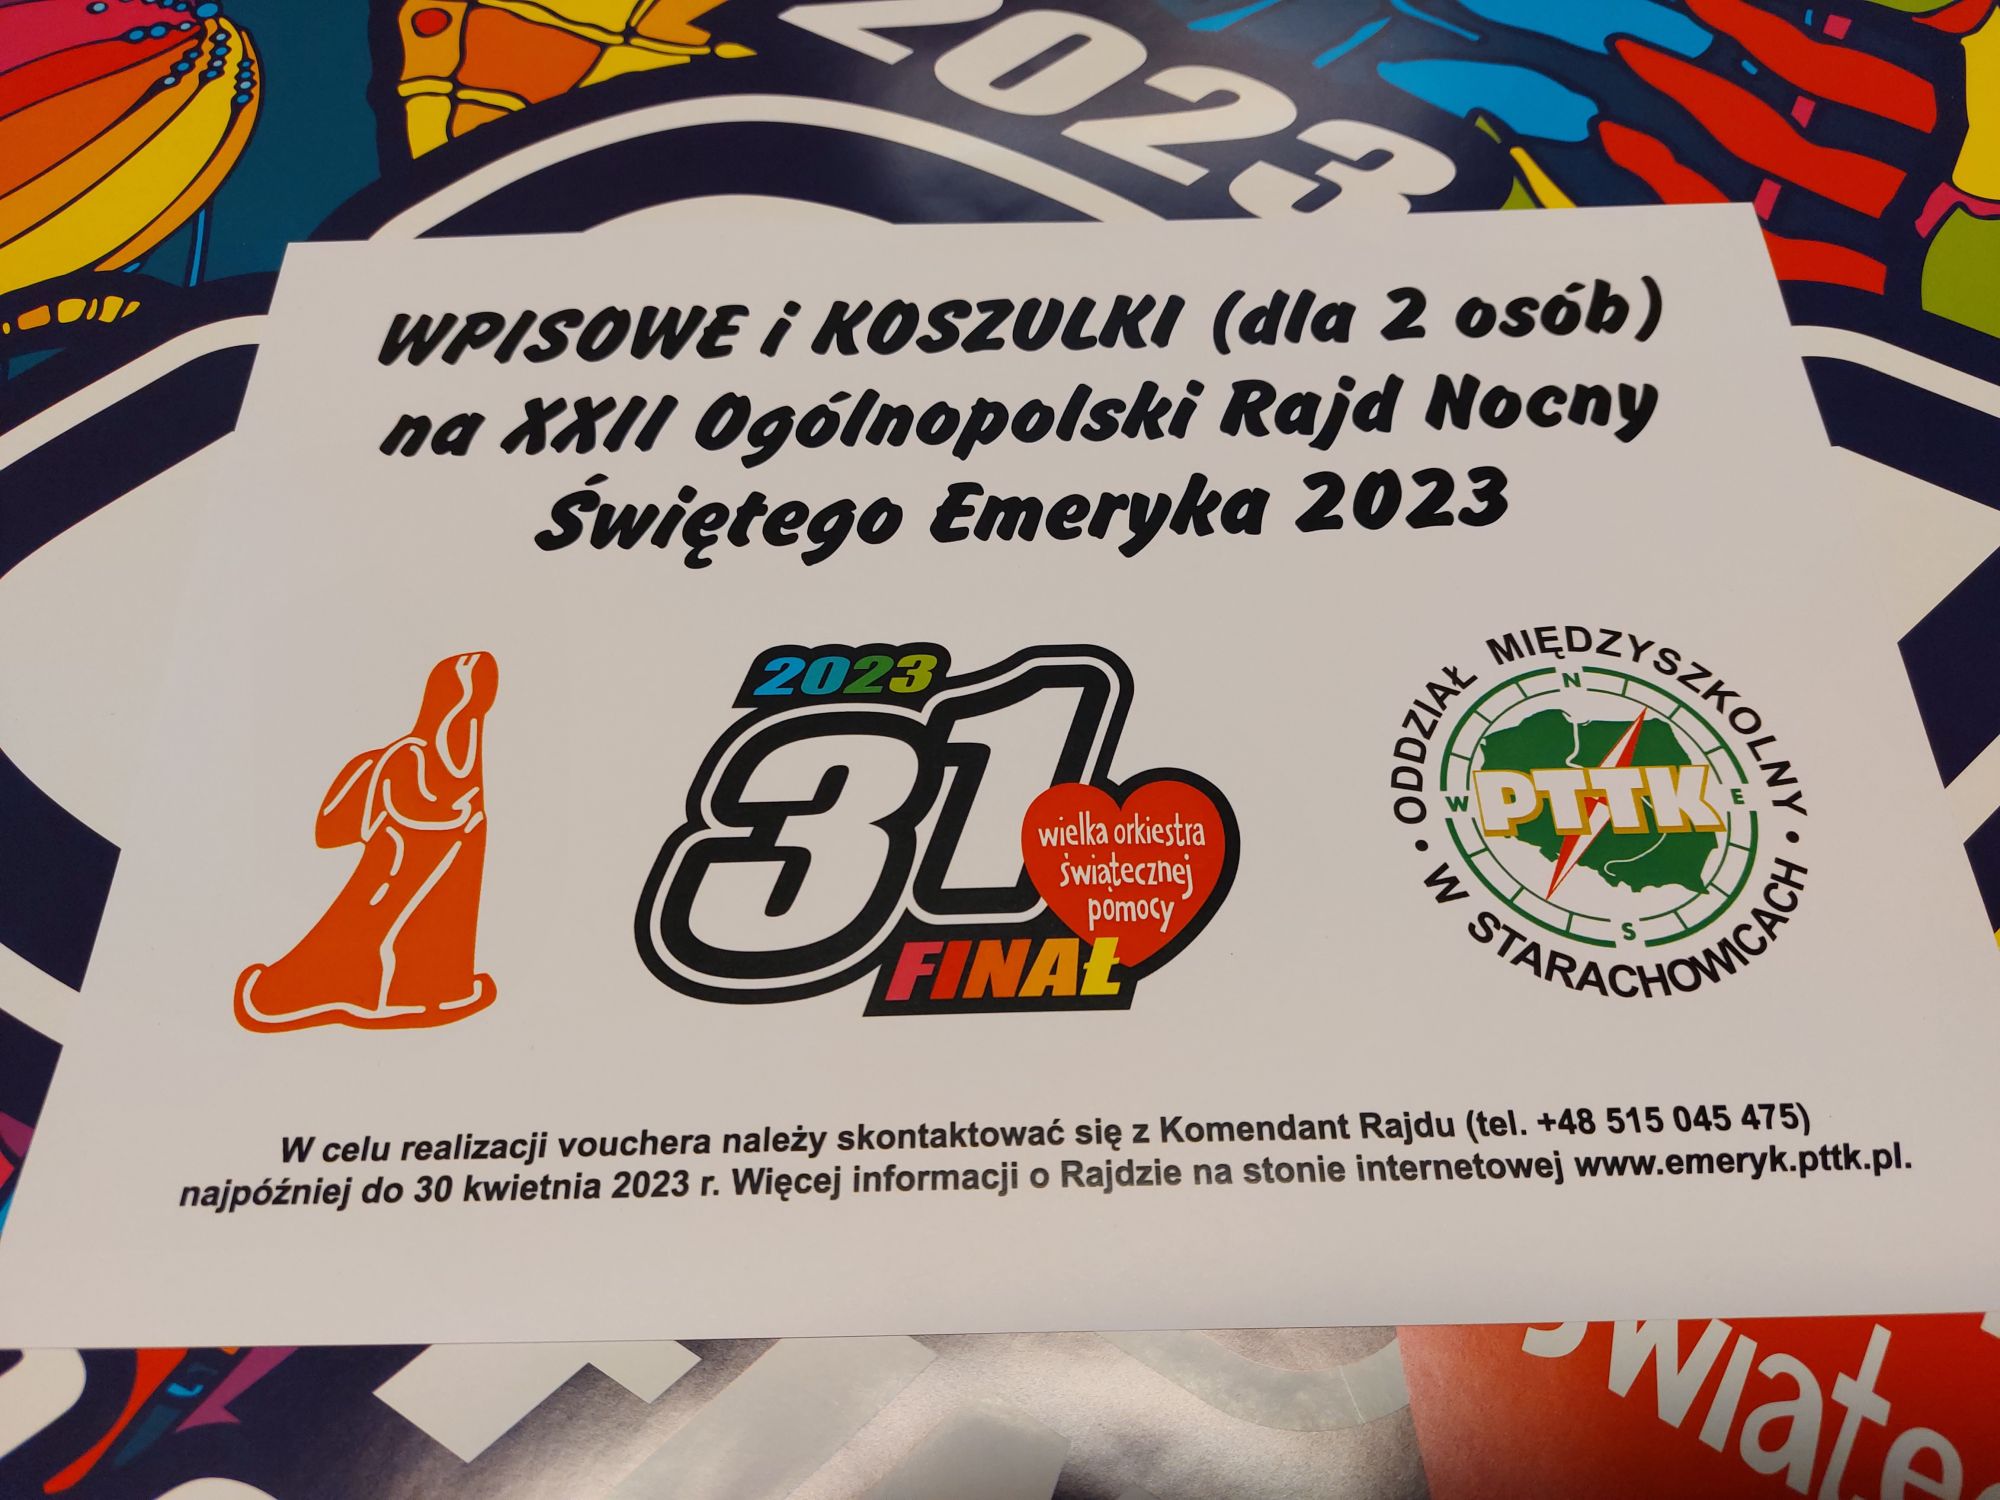 2023
WPISOWE i KOSZULKI (dla 2 osób)
na XXII Ogólnopolski Rajd Nocny
Świętego Emeryka 2023
2023
31
wielka orkiestra
świątecznej
pomocy
FINAŁ
ODDZIAŁ MIĘDZYSZKOLNY
N
W
E
S
PTTK
• W STARACHOWICACH •
W celu realizacji vouchera należy skontaktować się z Komendant Rajdu (tel. +48 515 045 475)
najpóźniej do 30 kwietnia 2023 r. Więcej informacji o Rajdzie na stonie internetowej www.emeryk.pttk.pl.